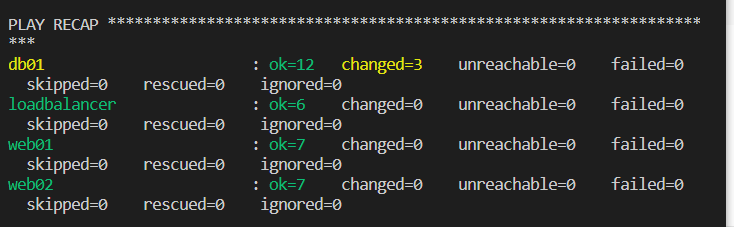 PLAY RECAP ******************************************************************
***
db01                       : ok=12   changed=3    unreachable=0    failed=0
  skipped=0    rescued=0    ignored=0
loadbalancer               : ok=6    changed=0    unreachable=0    failed=0
  skipped=0    rescued=0    ignored=0
web01                      : ok=7    changed=0    unreachable=0    failed=0
  skipped=0    rescued=0    ignored=0
web02                      : ok=7    changed=0    unreachable=0    failed=0
  skipped=0    rescued=0    ignored=0